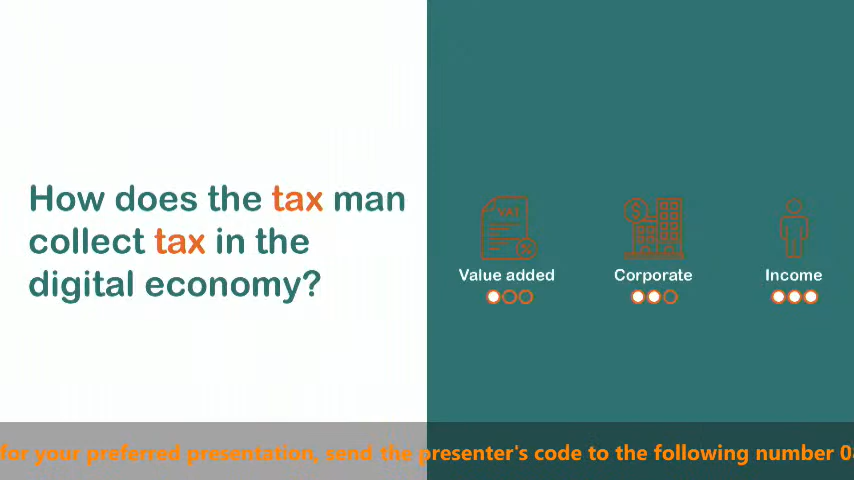 How does the tax man
collect tax in the
digital economy?
VAT
Value added
Corporate
Income
for your preferred presentation, send the presenter's code to the following number 0